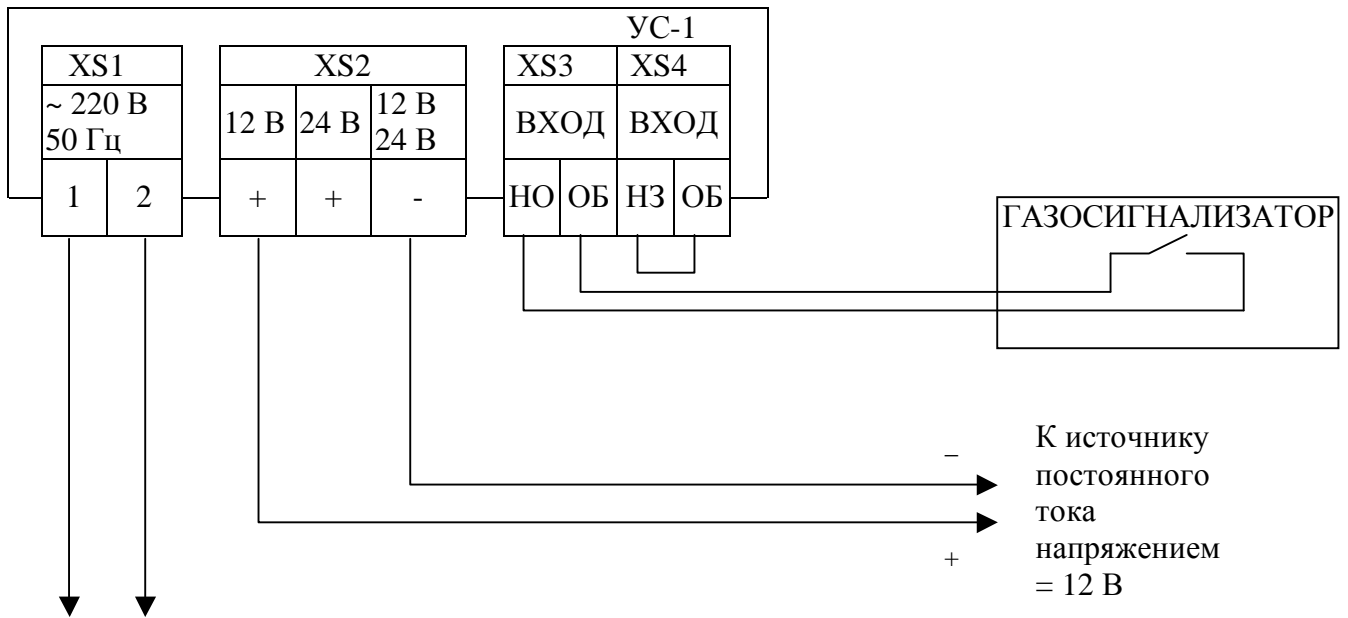 УС-1
XS1
XS2
XS3
XS4
~ 220 В
50 Гц
12 В
24 В
12 В
24 В
ВХОД
ВХОД
1
2
+
+
-
НО
ОБ
НЗ
ОБ
ГАЗОСИГНАЛИЗАТОР
–
+
К источнику
постоянного
тока
напряжением
= 12 В